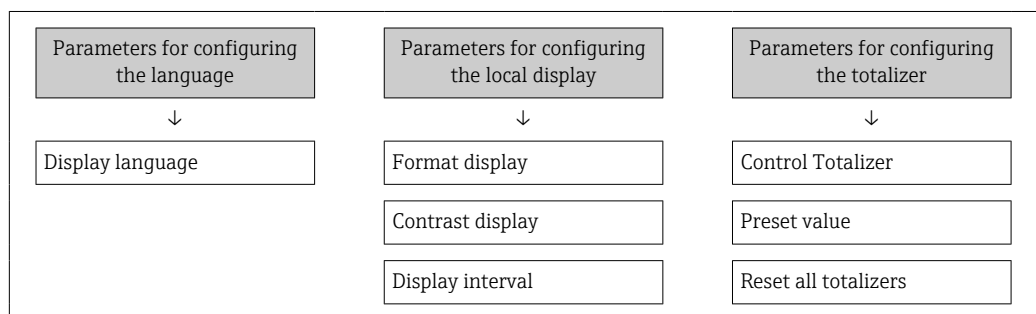 Parameters for configuring
the language
↓
Display language
Parameters for configuring
the local display
↓
Format display
Contrast display
Display interval
Parameters for configuring
the totalizer
↓
Control Totalizer
Preset value
Reset all totalizers